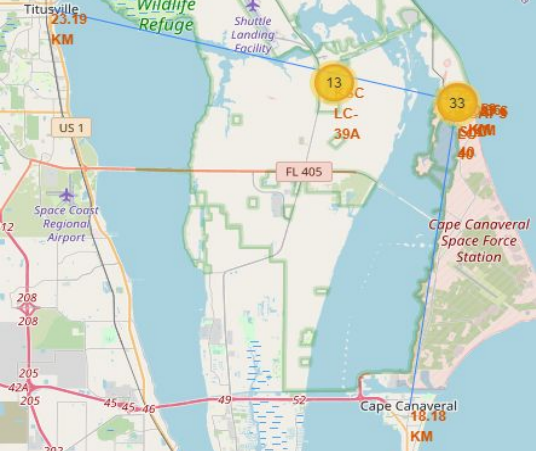 Titusville
23.19
KM
Wildlife
Refuge
Shuttle
Landing
Facility
13
LC-
39A
33
KM
40
US 1
FL 405
Space Coast
Regional
Airport
Cape Canaveral
Space Force
Station
12
208
208
205
42A
205
45
45
46
49
52
Cape Canaveral
18.18
KM
202